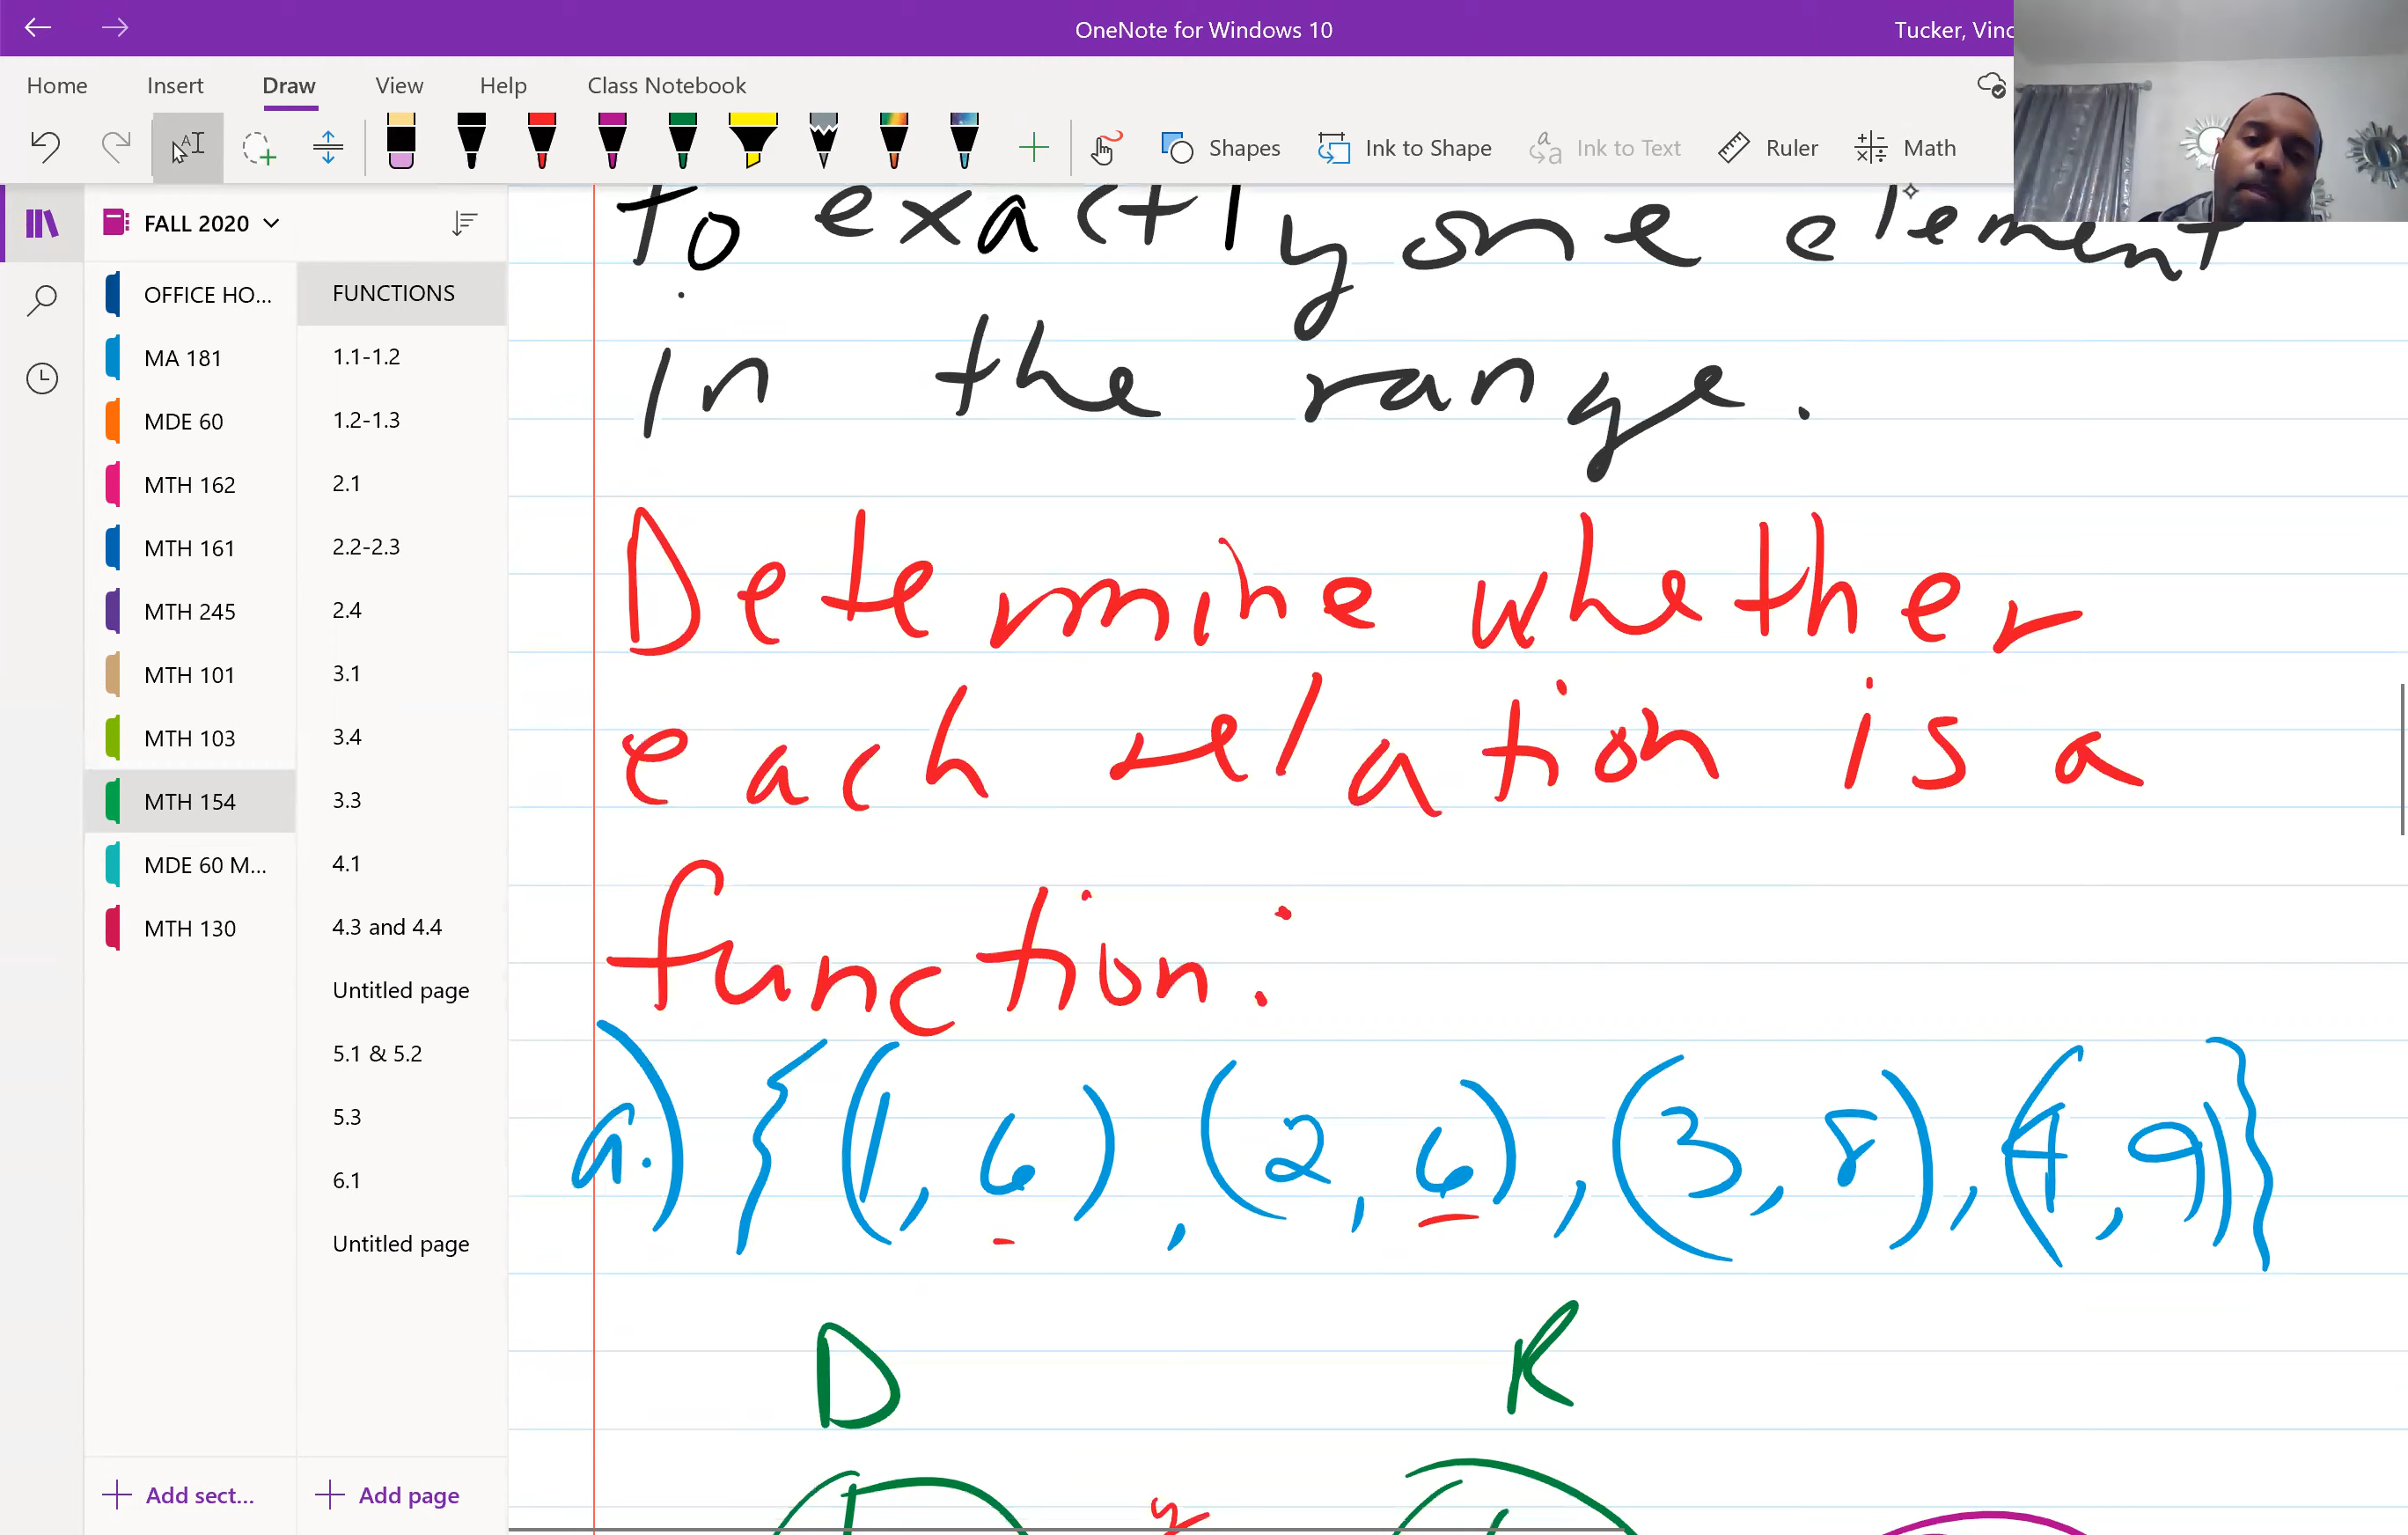 OneNote for Windows 10
Tucker, Vinc
Home Insert Draw View Help Class Notebook
Shapes Ink to Shape Ink to Text Ruler Math
FALL 2020
OFFICE HO...
MA 181
MDE 60
MTH 162
MTH 161
MTH 245
MTH 101
MTH 103
MTH 154
MDE 60 M...
MTH 130
Add sect...
FUNCTIONS
1.1-1.2
1.2-1.3
2.1
2.2-2.3
2.4
3.1
3.4
3.3
4.1
4.3 and 4.4
Untitled page
5.1 & 5.2
5.3
6.1
Untitled page
Add page
to exactly one element
in the range.
Determine whether
each relation is a
function:
a.) {(1, 6), (2, 6), (3, 8), (4, 9)}
D R